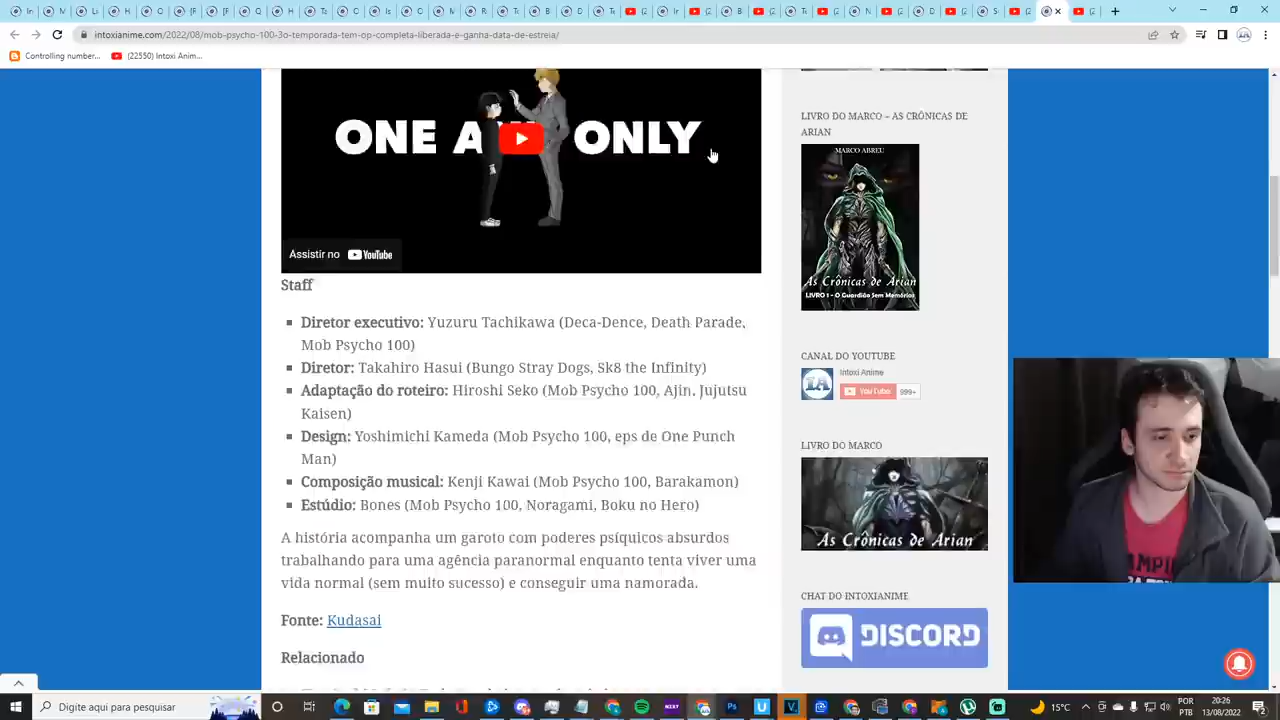 intoxianime.com/2022/08/mob-psycho-100-3o-temporada-tem-op-completa-liberada-e-ganha-data-de-estreia/
Controlling number...
(22550) Intoxi Anim...
ONE A
ONLY
Assistir no YouTube
Staff
Diretor executivo: Yuzuru Tachikawa (Deca-Dence, Death Parade,
Mob Psycho 100)
Diretor: Takahiro Hasui (Bungo Stray Dogs, Sk8 the Infinity)
Adaptação do roteiro: Hiroshi Seko (Mob Psycho 100, Ajin, Jujutsu
Kaisen)
Design: Yoshimichi Kameda (Mob Psycho 100, eps de One Punch
Man)
Composição musical: Kenji Kawai (Mob Psycho 100, Barakamon)
Estúdio: Bones (Mob Psycho 100, Noragami, Boku no Hero)
A história acompanha um garoto com poderes psíquicos absurdos
trabalhando para uma agência paranormal enquanto tenta viver uma
vida normal (sem muito sucesso) e conseguir uma namorada.
Fonte: Kudasai
Relacionado
LIVRO DO MARCO – AS CRÔNICAS DE
ARIAN
MARCO ABREU
As Crônicas de Arian
LIVRO 1 - O Guardião Sem Memórias
CANAL DO YOUTUBE
IA
Intoxi Anime
YouTube 999+
LIVRO DO MARCO
As Crônicas de Arian
CHAT DO INTOXIANIME
DISCORD
Digite aqui para pesquisar
15°C
POR
PTB
20:26
13/08/2022